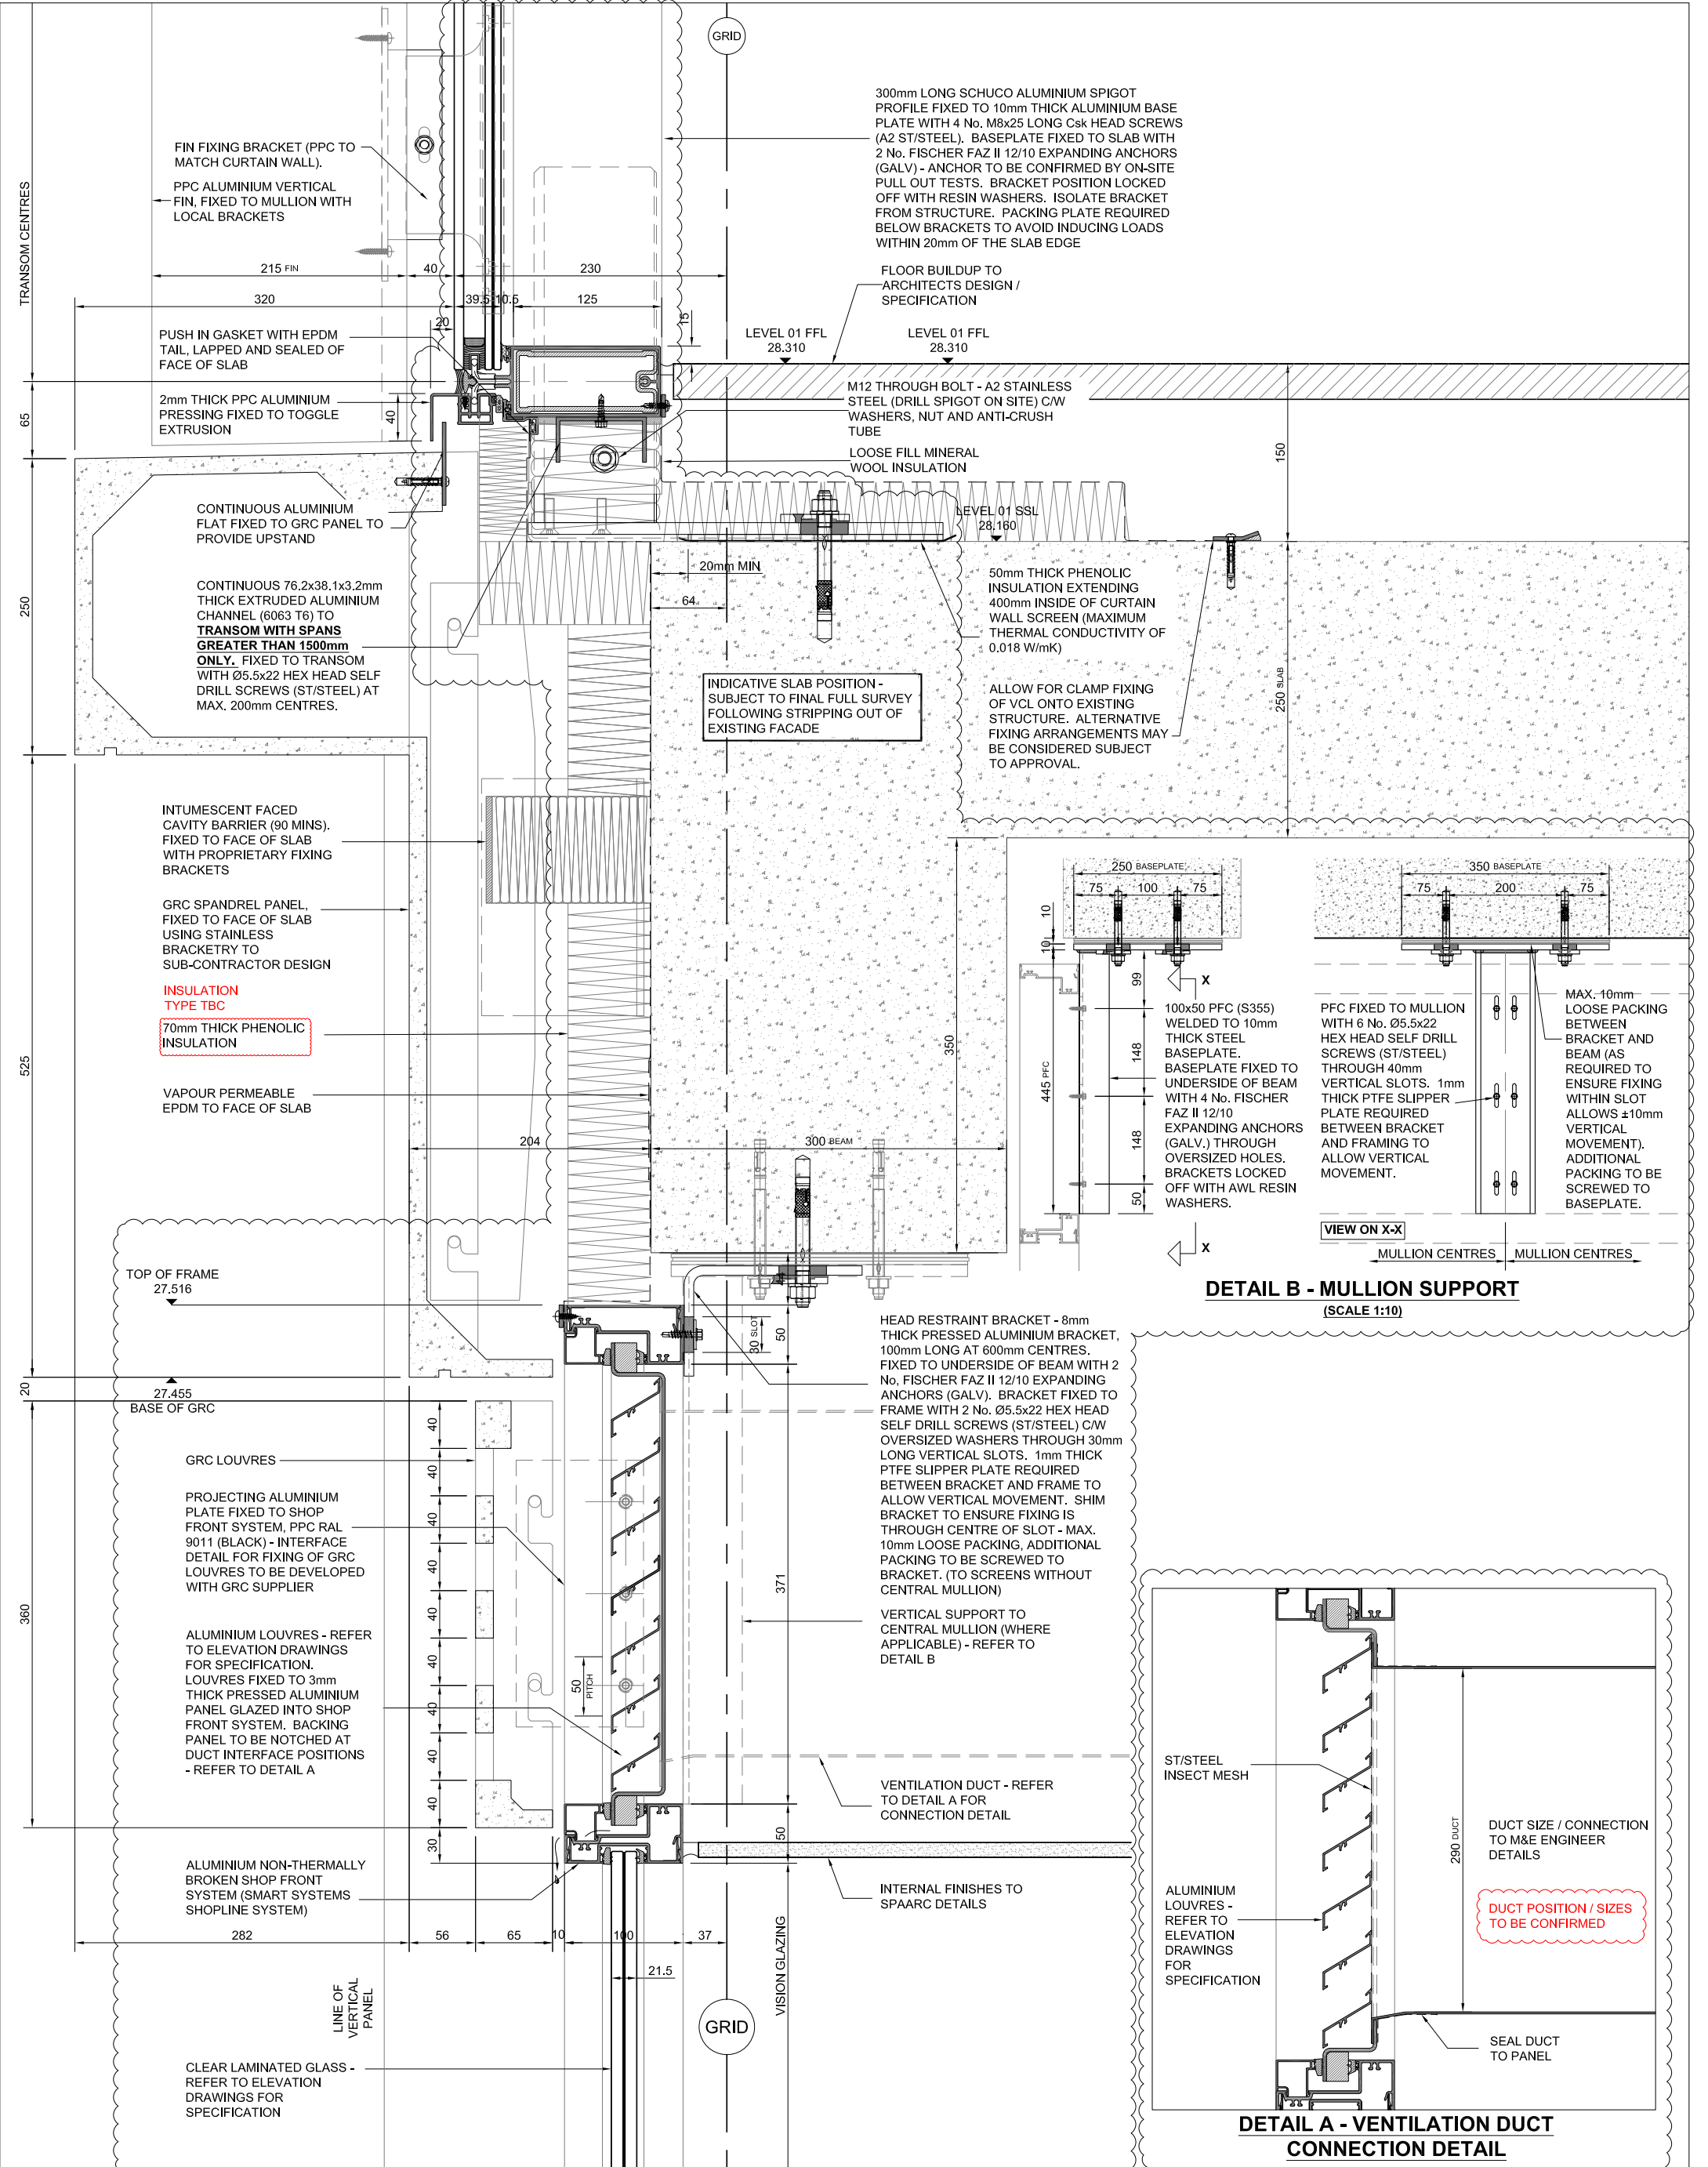 GRID
300mm LONG SCHUCO ALUMINIUM SPIGOT
PROFILE FIXED TO 10mm THICK ALUMINIUM BASE
PLATE WITH 4 No. M8x25 LONG Csk HEAD SCREWS
(A2 ST/STEEL). BASEPLATE FIXED TO SLAB WITH
2 No. FISCHER FAZ II 12/10 EXPANDING ANCHORS
(GALV) - ANCHOR TO BE CONFIRMED BY ON-SITE
PULL OUT TESTS. BRACKET POSITION LOCKED
OFF WITH RESIN WASHERS. ISOLATE BRACKET
FROM STRUCTURE. PACKING PLATE REQUIRED
BELOW BRACKETS TO AVOID INDUCING LOADS
WITHIN 20mm OF THE SLAB EDGE
FIN FIXING BRACKET (PPC TO
MATCH CURTAIN WALL).
PPC ALUMINIUM VERTICAL
FIN, FIXED TO MULLION WITH
LOCAL BRACKETS
TRANSOM CENTRES
215 FIN
40
230
320
39.5
10.5
125
20
15
FLOOR BUILDUP TO
ARCHITECTS DESIGN /
SPECIFICATION
LEVEL 01 FFL
28.310
LEVEL 01 FFL
28.310
PUSH IN GASKET WITH EPDM
TAIL, LAPPED AND SEALED OF
FACE OF SLAB
2mm THICK PPC ALUMINIUM
PRESSING FIXED TO TOGGLE
EXTRUSION
65
40
M12 THROUGH BOLT - A2 STAINLESS
STEEL (DRILL SPIGOT ON SITE) C/W
WASHERS, NUT AND ANTI-CRUSH
TUBE
LOOSE FILL MINERAL
WOOL INSULATION
150
CONTINUOUS ALUMINIUM
FLAT FIXED TO GRC PANEL TO
PROVIDE UPSTAND
LEVEL 01 SSL
28.160
20mm MIN
64
250
CONTINUOUS 76.2x38.1x3.2mm
THICK EXTRUDED ALUMINIUM
CHANNEL (6063 T6) TO
TRANSOM WITH SPANS
GREATER THAN 1500mm
ONLY. FIXED TO TRANSOM
WITH Ø5.5x22 HEX HEAD SELF
DRILL SCREWS (ST/STEEL) AT
MAX. 200mm CENTRES.
50mm THICK PHENOLIC
INSULATION EXTENDING
400mm INSIDE OF CURTAIN
WALL SCREEN (MAXIMUM
THERMAL CONDUCTIVITY OF
0.018 W/mK)
INDICATIVE SLAB POSITION -
SUBJECT TO FINAL FULL SURVEY
FOLLOWING STRIPPING OUT OF
EXISTING FACADE
ALLOW FOR CLAMP FIXING
OF VCL ONTO EXISTING
STRUCTURE. ALTERNATIVE
FIXING ARRANGEMENTS MAY
BE CONSIDERED SUBJECT
TO APPROVAL.
250 SLAB
INTUMESCENT FACED
CAVITY BARRIER (90 MINS).
FIXED TO FACE OF SLAB
WITH PROPRIETARY FIXING
BRACKETS
GRC SPANDREL PANEL,
FIXED TO FACE OF SLAB
USING STAINLESS
BRACKETRY TO
SUB-CONTRACTOR DESIGN
INSULATION
TYPE TBC
70mm THICK PHENOLIC
INSULATION
VAPOUR PERMEABLE
EPDM TO FACE OF SLAB
525
204
300 BEAM
350
250 BASEPLATE
75
100
75
10
10
99
148
148
50
445 PFC
X
X
100x50 PFC (S355)
WELDED TO 10mm
THICK STEEL
BASEPLATE.
BASEPLATE FIXED TO
UNDERSIDE OF BEAM
WITH 4 No. FISCHER
FAZ II 12/10
EXPANDING ANCHORS
(GALV.) THROUGH
OVERSIZED HOLES.
BRACKETS LOCKED
OFF WITH AWL RESIN
WASHERS.
350 BASEPLATE
75
200
75
PFC FIXED TO MULLION
WITH 6 No. Ø5.5x22
HEX HEAD SELF DRILL
SCREWS (ST/STEEL)
THROUGH 40mm
VERTICAL SLOTS. 1mm
THICK PTFE SLIPPER
PLATE REQUIRED
BETWEEN BRACKET
AND FRAMING TO
ALLOW VERTICAL
MOVEMENT.
MAX. 10mm
LOOSE PACKING
BETWEEN
BRACKET AND
BEAM (AS
REQUIRED TO
ENSURE FIXING
WITHIN SLOT
ALLOWS ±10mm
VERTICAL
MOVEMENT).
ADDITIONAL
PACKING TO BE
SCREWED TO
BASEPLATE.
VIEW ON X-X
MULLION CENTRES
MULLION CENTRES
DETAIL B - MULLION SUPPORT
(SCALE 1:10)
TOP OF FRAME
27.516
27.455
BASE OF GRC
20
50
30 SLOT
HEAD RESTRAINT BRACKET - 8mm
THICK PRESSED ALUMINIUM BRACKET,
100mm LONG AT 600mm CENTRES.
FIXED TO UNDERSIDE OF BEAM WITH 2
No, FISCHER FAZ II 12/10 EXPANDING
ANCHORS (GALV). BRACKET FIXED TO
FRAME WITH 2 No. Ø5.5x22 HEX HEAD
SELF DRILL SCREWS (ST/STEEL) C/W
OVERSIZED WASHERS THROUGH 30mm
LONG VERTICAL SLOTS. 1mm THICK
PTFE SLIPPER PLATE REQUIRED
BETWEEN BRACKET AND FRAME TO
ALLOW VERTICAL MOVEMENT. SHIM
BRACKET TO ENSURE FIXING IS
THROUGH CENTRE OF SLOT - MAX.
10mm LOOSE PACKING, ADDITIONAL
PACKING TO BE SCREWED TO
BRACKET. (TO SCREENS WITHOUT
CENTRAL MULLION)
GRC LOUVRES
PROJECTING ALUMINIUM
PLATE FIXED TO SHOP
FRONT SYSTEM, PPC RAL
9011 (BLACK) - INTERFACE
DETAIL FOR FIXING OF GRC
LOUVRES TO BE DEVELOPED
WITH GRC SUPPLIER
ALUMINIUM LOUVRES - REFER
TO ELEVATION DRAWINGS
FOR SPECIFICATION.
LOUVRES FIXED TO 3mm
THICK PRESSED ALUMINIUM
PANEL GLAZED INTO SHOP
FRONT SYSTEM. BACKING
PANEL TO BE NOTCHED AT
DUCT INTERFACE POSITIONS
- REFER TO DETAIL A
360
40
40
40
40
40
40
40
40
40
30
50
PITCH
371
50
VERTICAL SUPPORT TO
CENTRAL MULLION (WHERE
APPLICABLE) - REFER TO
DETAIL B
VENTILATION DUCT - REFER
TO DETAIL A FOR
CONNECTION DETAIL
INTERNAL FINISHES TO
SPAARC DETAILS
ALUMINIUM NON-THERMALLY
BROKEN SHOP FRONT
SYSTEM (SMART SYSTEMS
SHOPLINE SYSTEM)
282
56
65
10
100
37
21.5
VISION GLAZING
LINE OF
VERTICAL
PANEL
GRID
CLEAR LAMINATED GLASS -
REFER TO ELEVATION
DRAWINGS FOR
SPECIFICATION
ST/STEEL
INSECT MESH
290 DUCT
DUCT SIZE / CONNECTION
TO M&E ENGINEER
DETAILS
ALUMINIUM
LOUVRES -
REFER TO
ELEVATION
DRAWINGS
FOR
SPECIFICATION
DUCT POSITION / SIZES
TO BE CONFIRMED
SEAL DUCT
TO PANEL
DETAIL A - VENTILATION DUCT
CONNECTION DETAIL